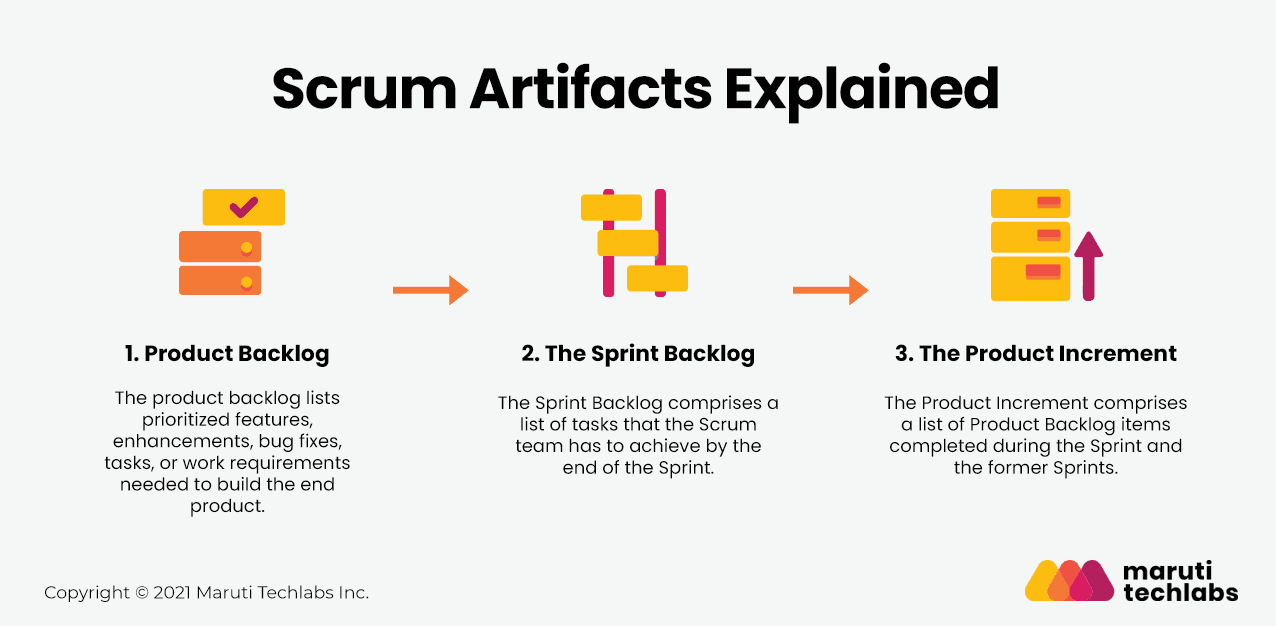 Scrum Artifacts Explained
1. Product Backlog
The product backlog lists
prioritized features,
enhancements, bug fixes,
tasks, or work requirements
needed to build the end
product.
2. The Sprint Backlog
The Sprint Backlog comprises a
list of tasks that the Scrum
team has to achieve by the
end of the Sprint.
3. The Product Increment
The Product Increment comprises
a list of Product Backlog items
completed during the Sprint and
the former Sprints.
Copyright © 2021 Maruti Techlabs Inc.
maruti
techlabs